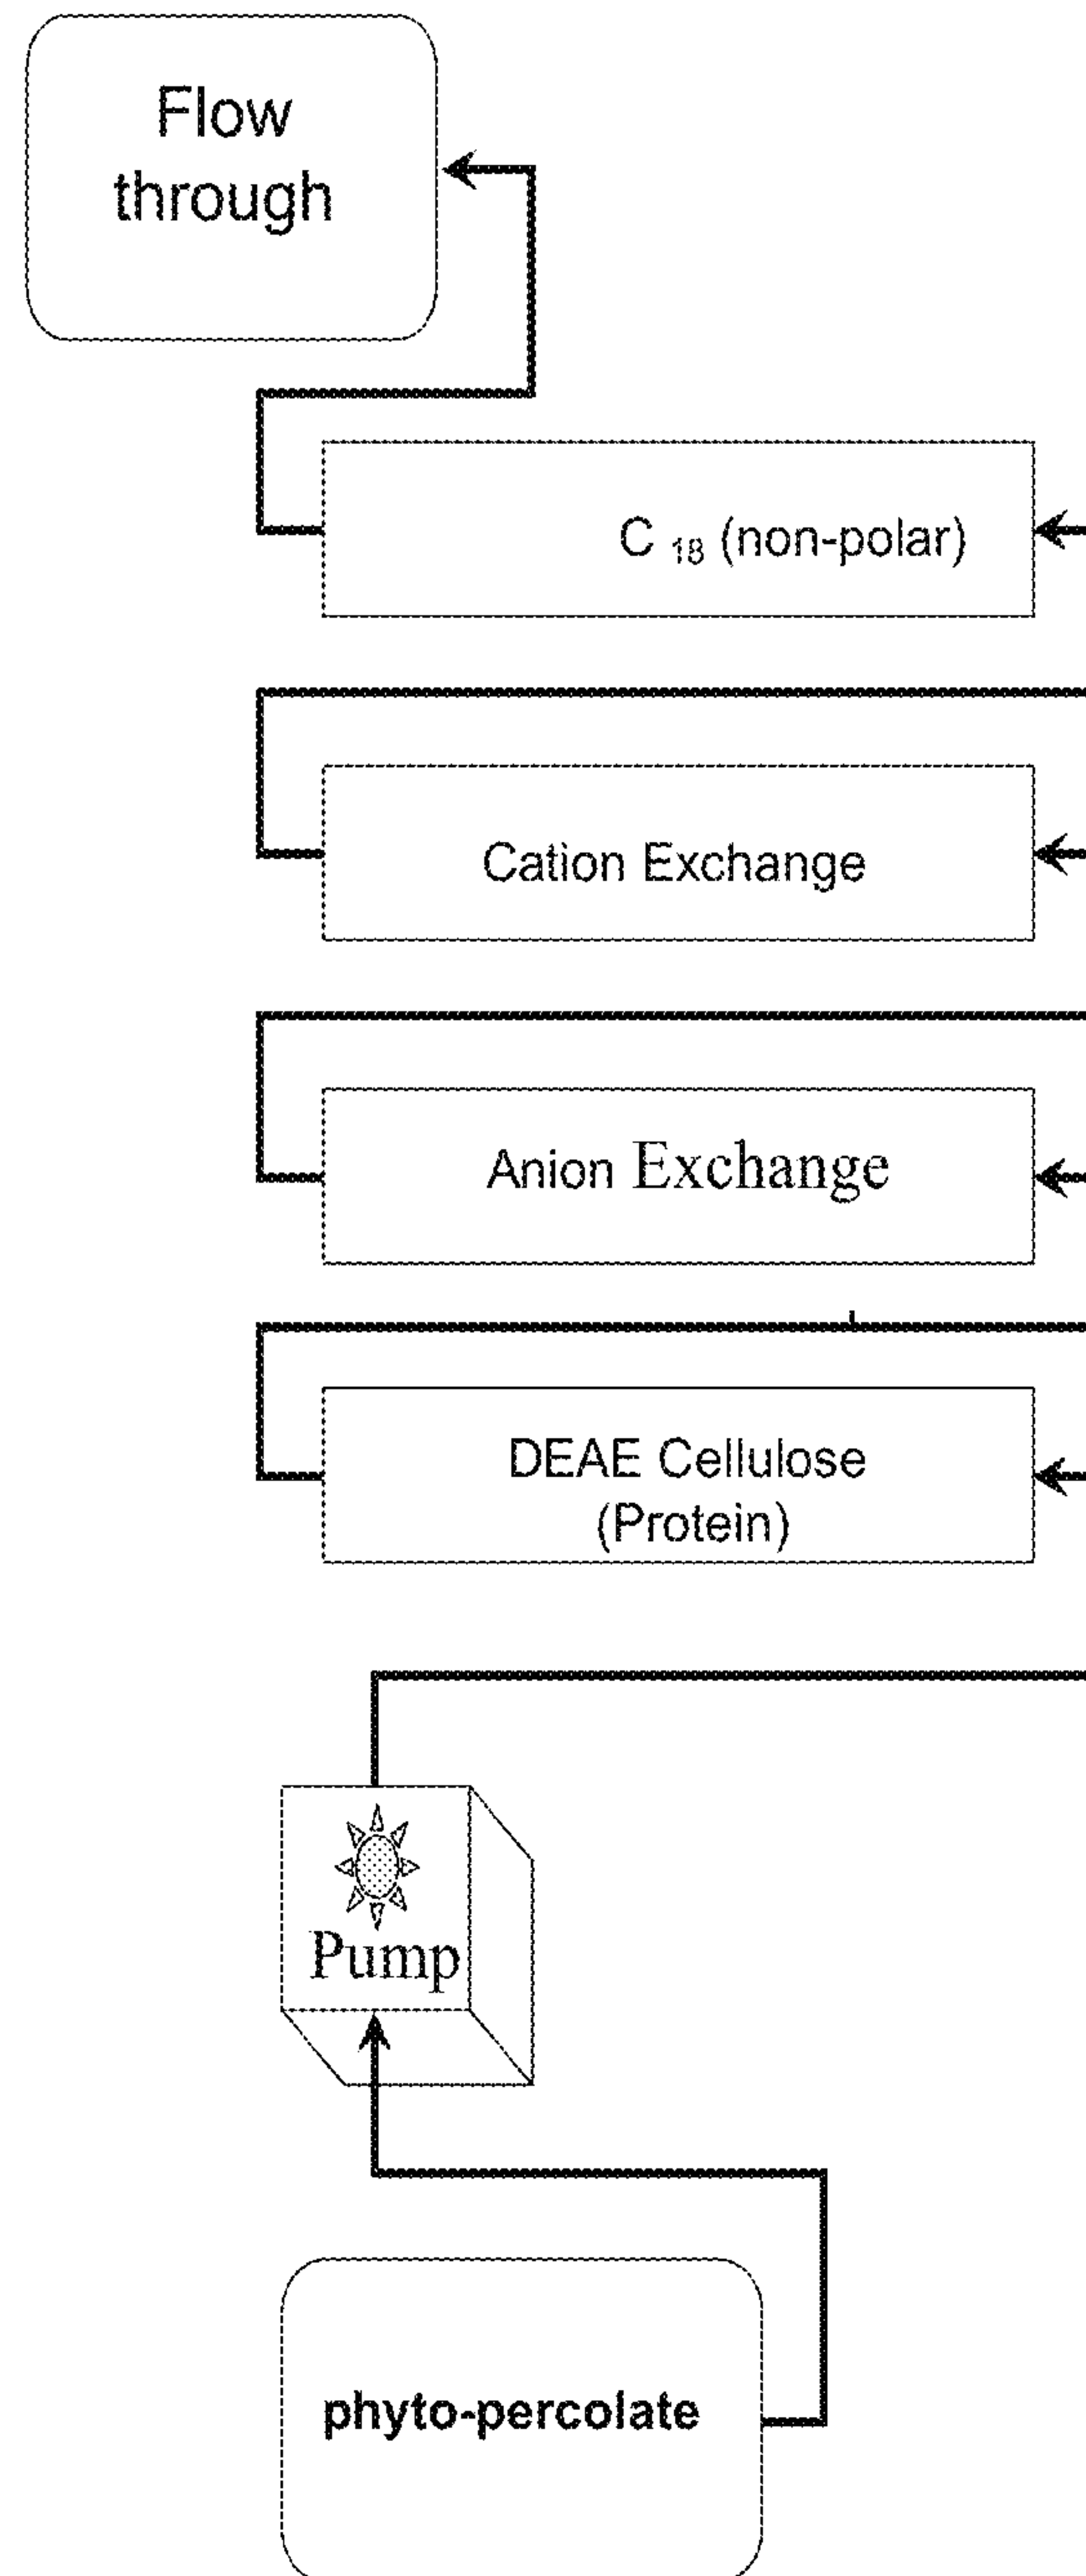 Flow
through
C 18 (non-polar)
Cation Exchange
Anion Exchange
DEAE Cellulose
(Protein)
Pump
phyto-percolate